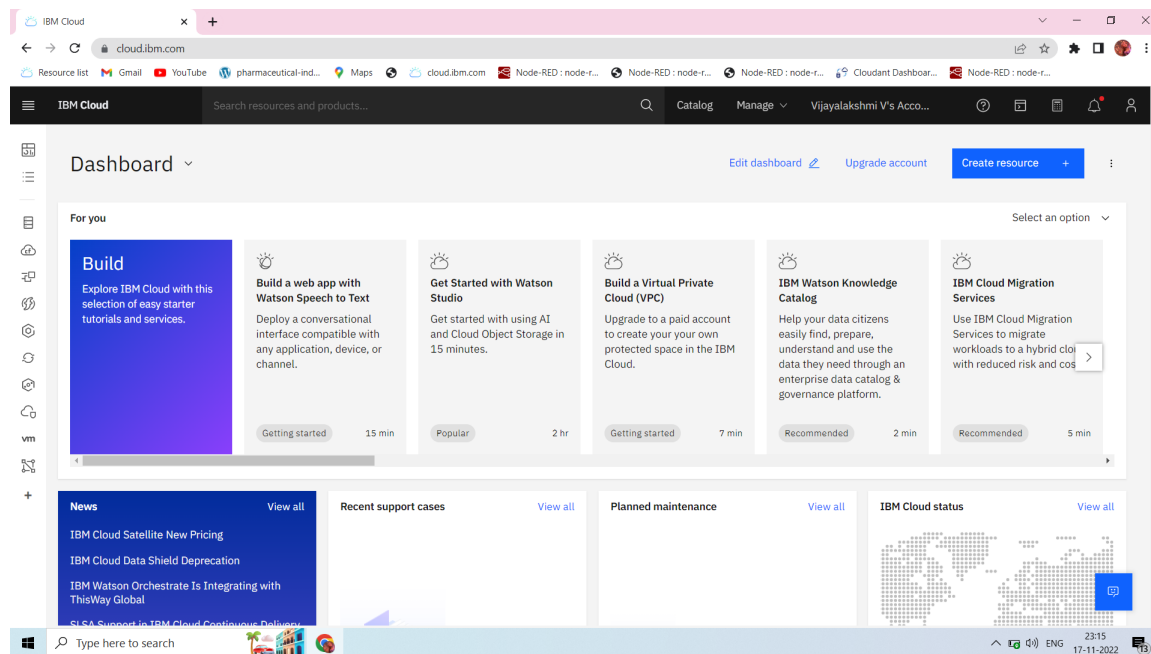 IBM Cloud
cloud.ibm.com
Resource list Gmail YouTube pharmaceutical-ind... Maps cloud.ibm.com Node-RED : node-r... Node-RED : node-r... Node-RED : node-r... Cloudant Dashboar... Node-RED : node-r...
IBM Cloud Search resources and products... Catalog Manage Vijayalakshmi V's Acco...
Dashboard Edit dashboard Upgrade account Create resource +
For you Select an option
Build
Explore IBM Cloud with this
selection of easy starter
tutorials and services.
Build a web app with
Watson Speech to Text
Deploy a conversational
interface compatible with
any application, device, or
channel.
Getting started 15 min
Get Started with Watson
Studio
Get started with using AI
and Cloud Object Storage in
15 minutes.
Popular 2 hr
Build a Virtual Private
Cloud (VPC)
Upgrade to a paid account
to create your your own
protected space in the IBM
Cloud.
Getting started 7 min
IBM Watson Knowledge
Catalog
Help your data citizens
easily find, prepare,
understand and use the
data they need through an
enterprise data catalog &
governance platform.
Recommended 2 min
IBM Cloud Migration
Services
Use IBM Cloud Migration
Services to migrate
workloads to a hybrid clou
with reduced risk and cos
Recommended 5 min
vm
News View all
IBM Cloud Satellite New Pricing
IBM Cloud Data Shield Deprecation
IBM Watson Orchestrate Is Integrating with
ThisWay Global
SLSA Support in IBM Cloud Continuous Delivery
Recent support cases View all
Planned maintenance View all
IBM Cloud status View all
Type here to search
ENG
23:15
17-11-2022
13